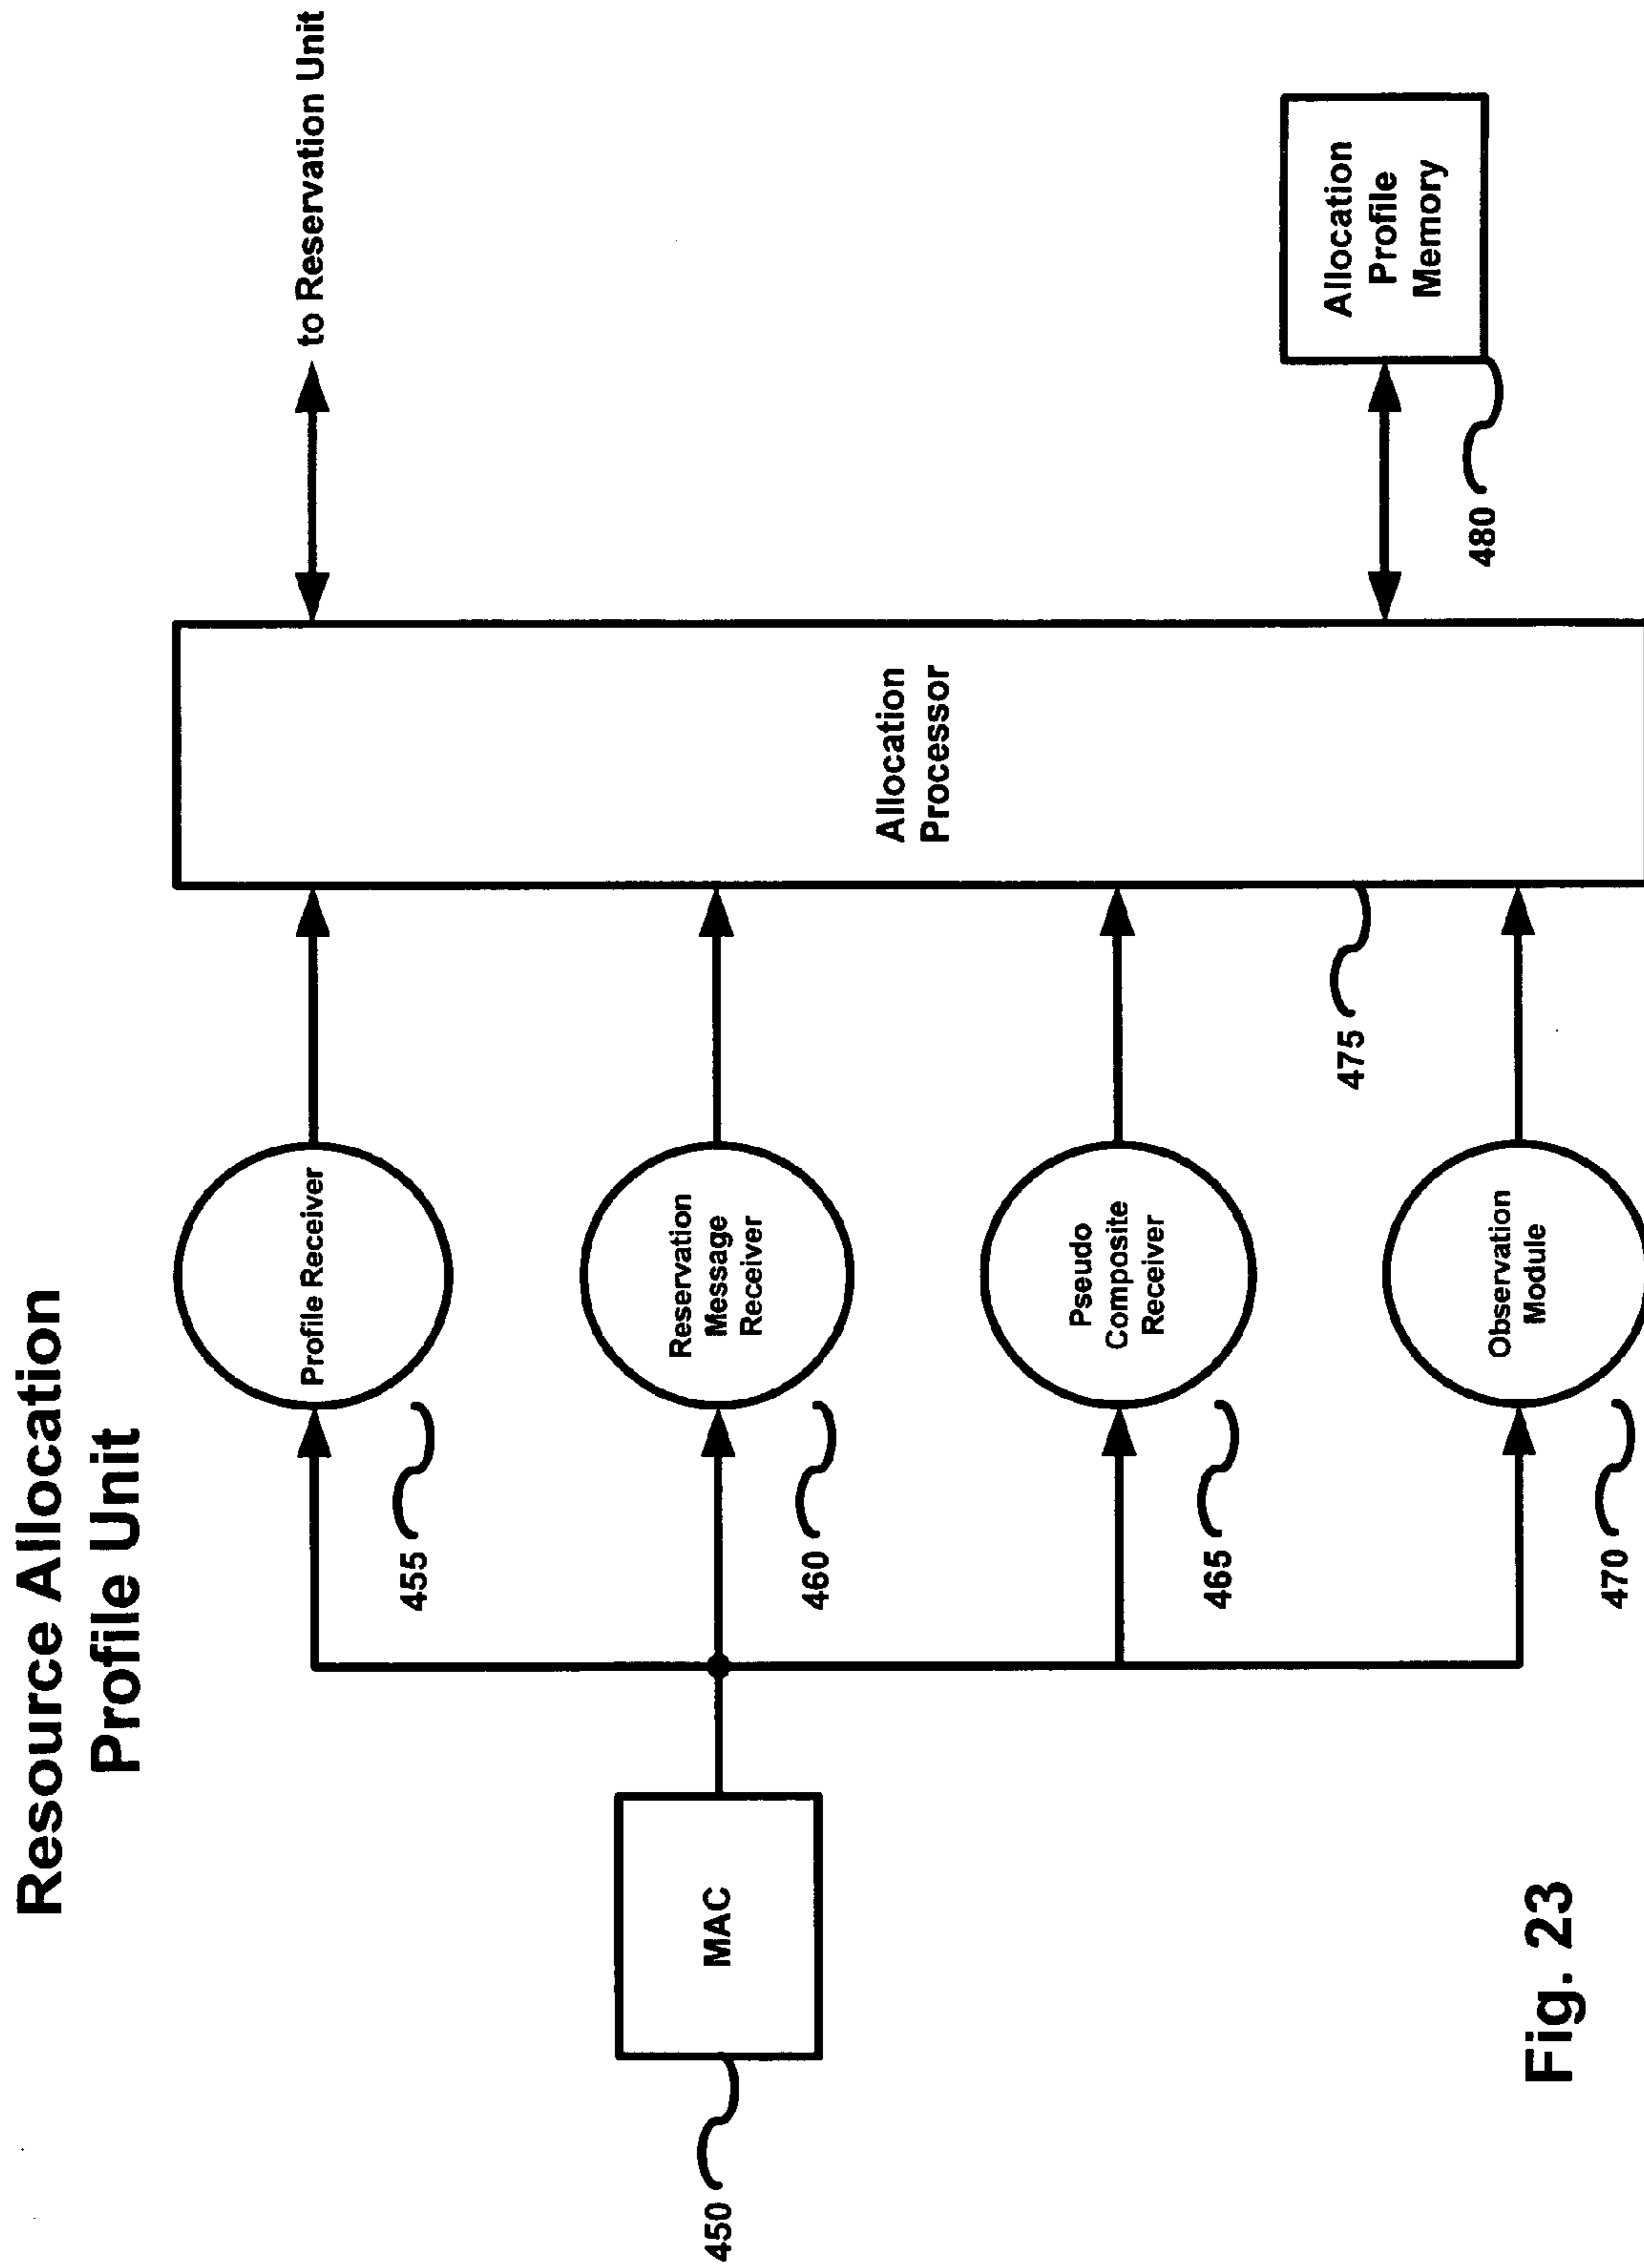 Resource Allocation
Profile Unit
450
MAC
455
Profile Receiver
460
Reservation
Message
Receiver
465
Pseudo
Composite
Receiver
470
Observation
Module
475
Allocation
Processor
to Reservation Unit
480
Allocation
Profile
Memory
Fig. 23